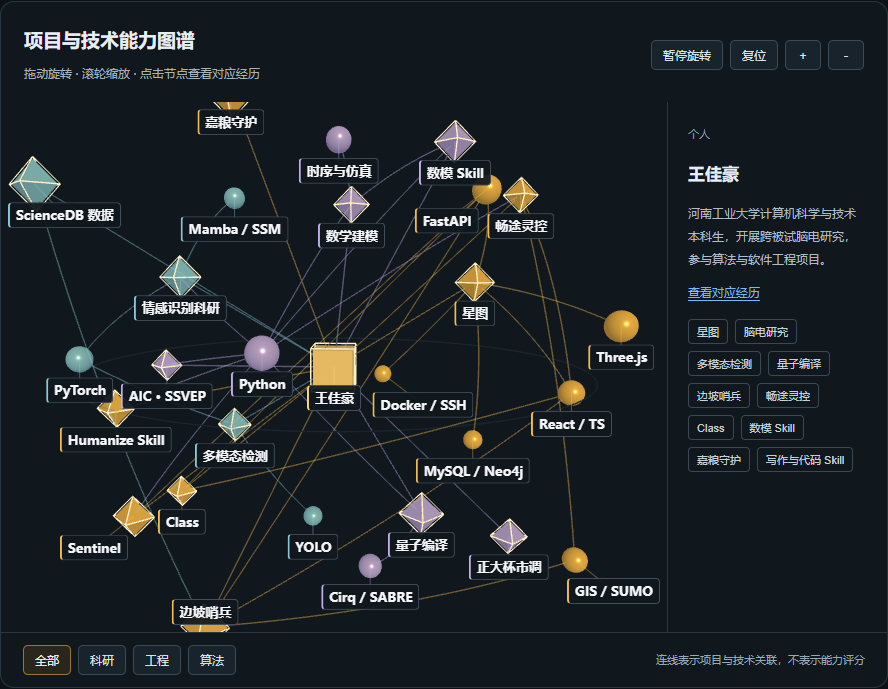 项目与技术能力图谱
拖动旋转 · 滚轮缩放 · 点击节点查看对应经历
暂停旋转 复位 + -
嘉粮守护
时序与仿真
数模 Skill
ScienceDB 数据
Mamba / SSM
数学建模
FastAPI
畅途灵控
情感识别科研
星图
Three.js
PyTorch
AIC · SSVEP
Python
王佳豪
Docker / SSH
React / TS
Humanize Skill
多模态检测
MySQL / Neo4j
Sentinel
Class
YOLO
量子编译
正大杯市调
Cirq / SABRE
GIS / SUMO
边坡哨兵
个人
王佳豪
河南工业大学计算机科学与技术
本科生，开展跨被试脑电研究，
参与算法与软件工程项目。
查看对应经历
星图 脑电研究
多模态检测 量子编译
边坡哨兵 畅途灵控
Class 数模 Skill
嘉粮守护 写作与代码 Skill
全部 科研 工程 算法
连线表示项目与技术关联，不表示能力评分